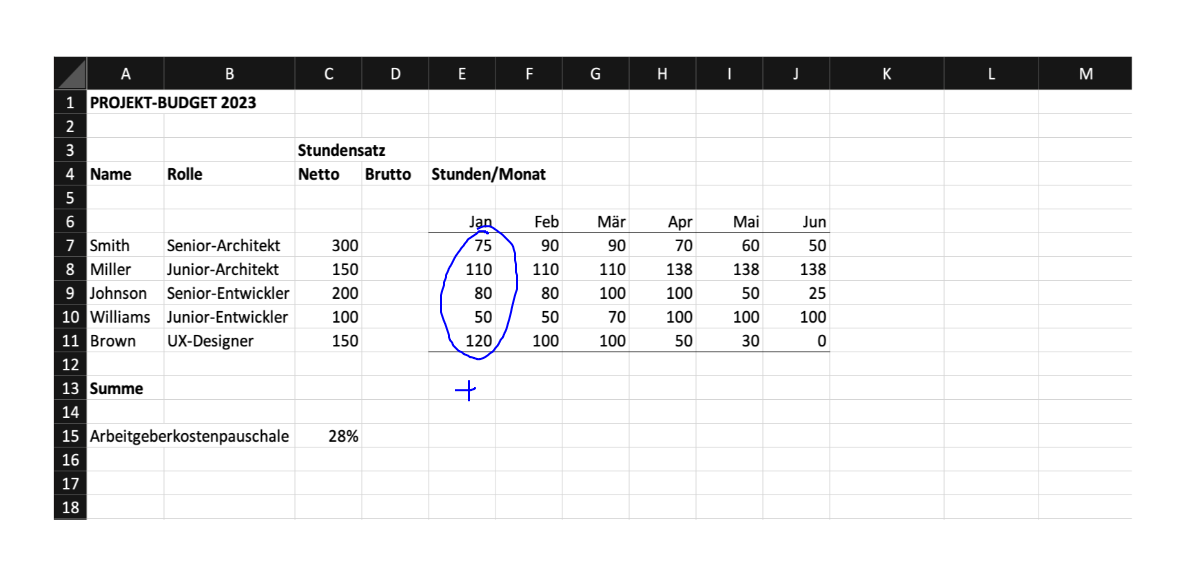 A B C D E F G H I J K L M
1 PROJEKT-BUDGET 2023
2
3 Stundensatz
4 Name Rolle Netto Brutto Stunden/Monat
5
6 Jan Feb Mär Apr Mai Jun
7 Smith Senior-Architekt 300 75 90 90 70 60 50
8 Miller Junior-Architekt 150 110 110 110 138 138 138
9 Johnson Senior-Entwickler 200 80 80 100 100 50 25
10 Williams Junior-Entwickler 100 50 50 70 100 100 100
11 Brown UX-Designer 150 120 100 100 50 30 0
12
13 Summe +
14
15 Arbeitgeberkostenpauschale 28%
16
17
18